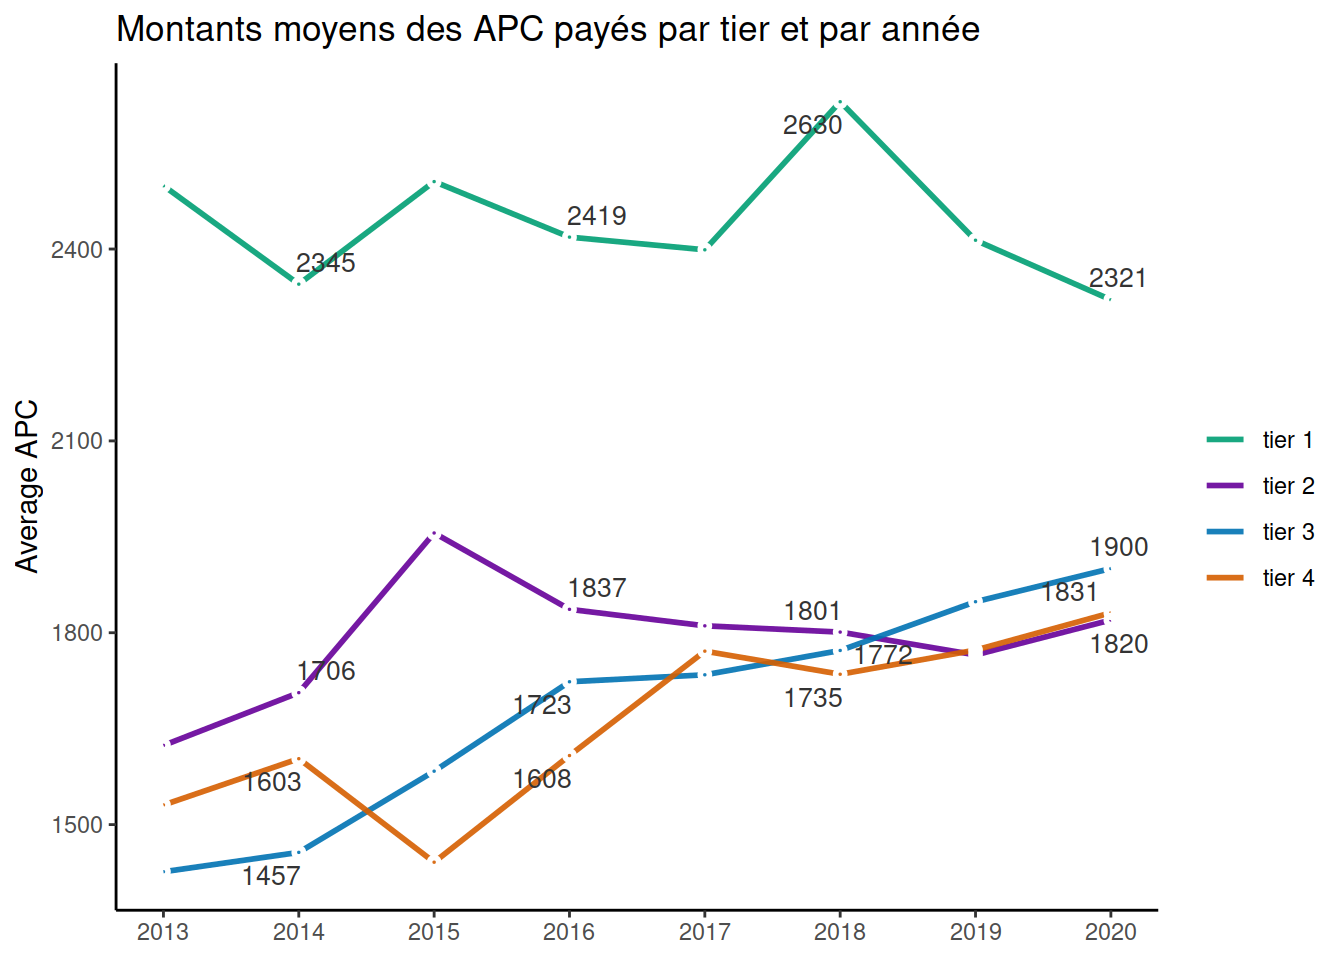 Montants moyens des APC payés par tier et par année
Average APC
2400
2100
1800
1500
2630
2419
2345
2321
1900
1837
1831
1801
1820
1706
1772
1723
1735
1603
1608
1457
2013 2014 2015 2016 2017 2018 2019 2020
tier 1
tier 2
tier 3
tier 4